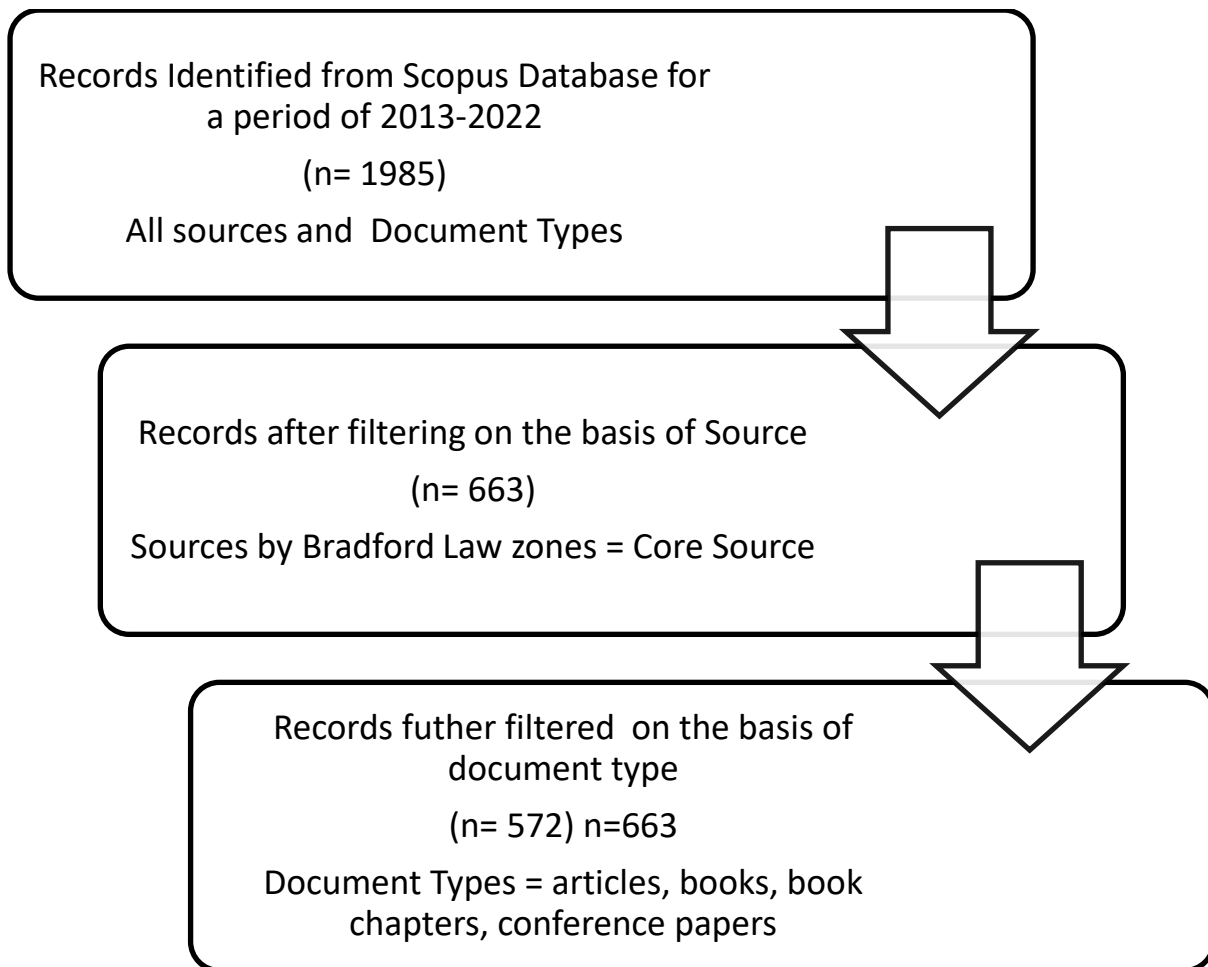 Records Identified from Scopus Database for
a period of 2013-2022
(n= 1985)
All sources and Document Types
Records after filtering on the basis of Source
(n= 663)
Sources by Bradford Law zones = Core Source
Records futher filtered on the basis of
document type
(n= 572) n=663
Document Types = articles, books, book
chapters, conference papers